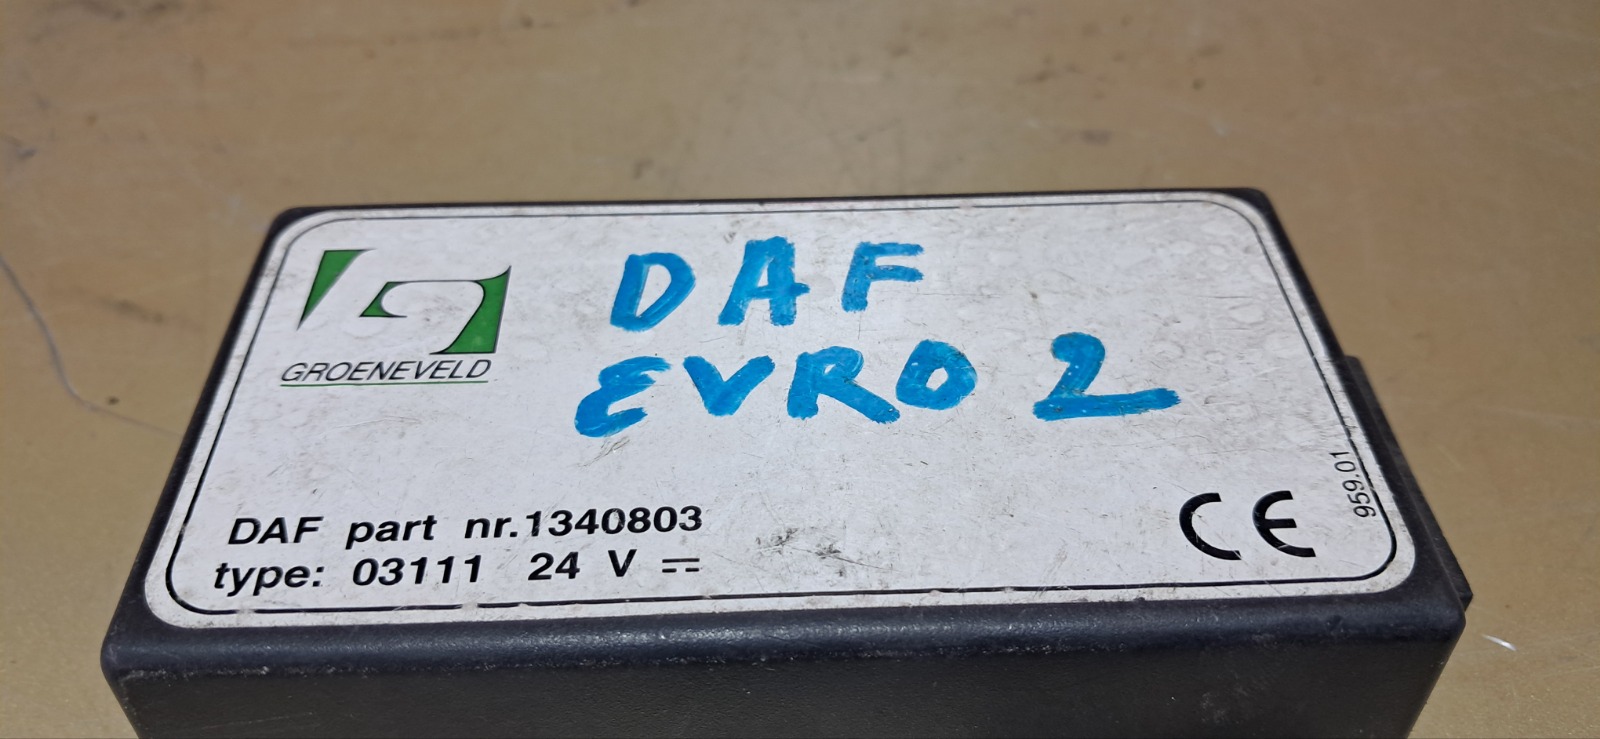 DAF
EVRO 2
GROENEVELD
DAF part nr.1340803
type: 03111 24 V ⎓
CE
959.01